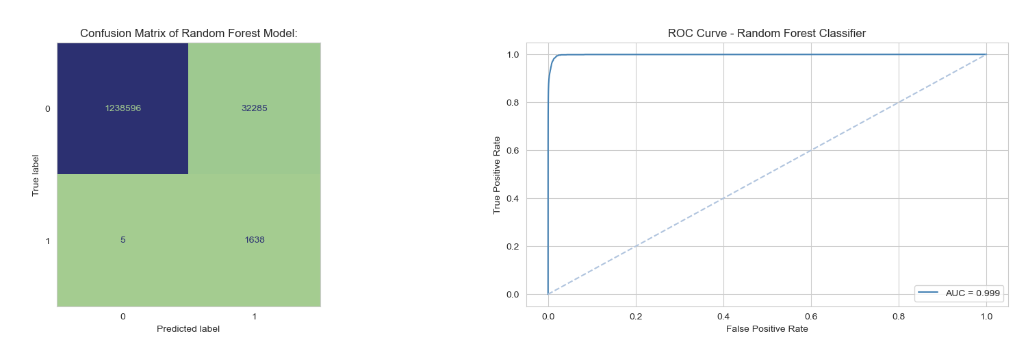 Confusion Matrix of Random Forest Model:
0
1238596
32285
True label
1
5
1638
0
1
Predicted label
ROC Curve - Random Forest Classifier
1.0
0.8
0.6
True Positive Rate
0.4
0.2
0.0
AUC = 0.999
0.0
0.2
0.4
0.6
0.8
1.0
False Positive Rate